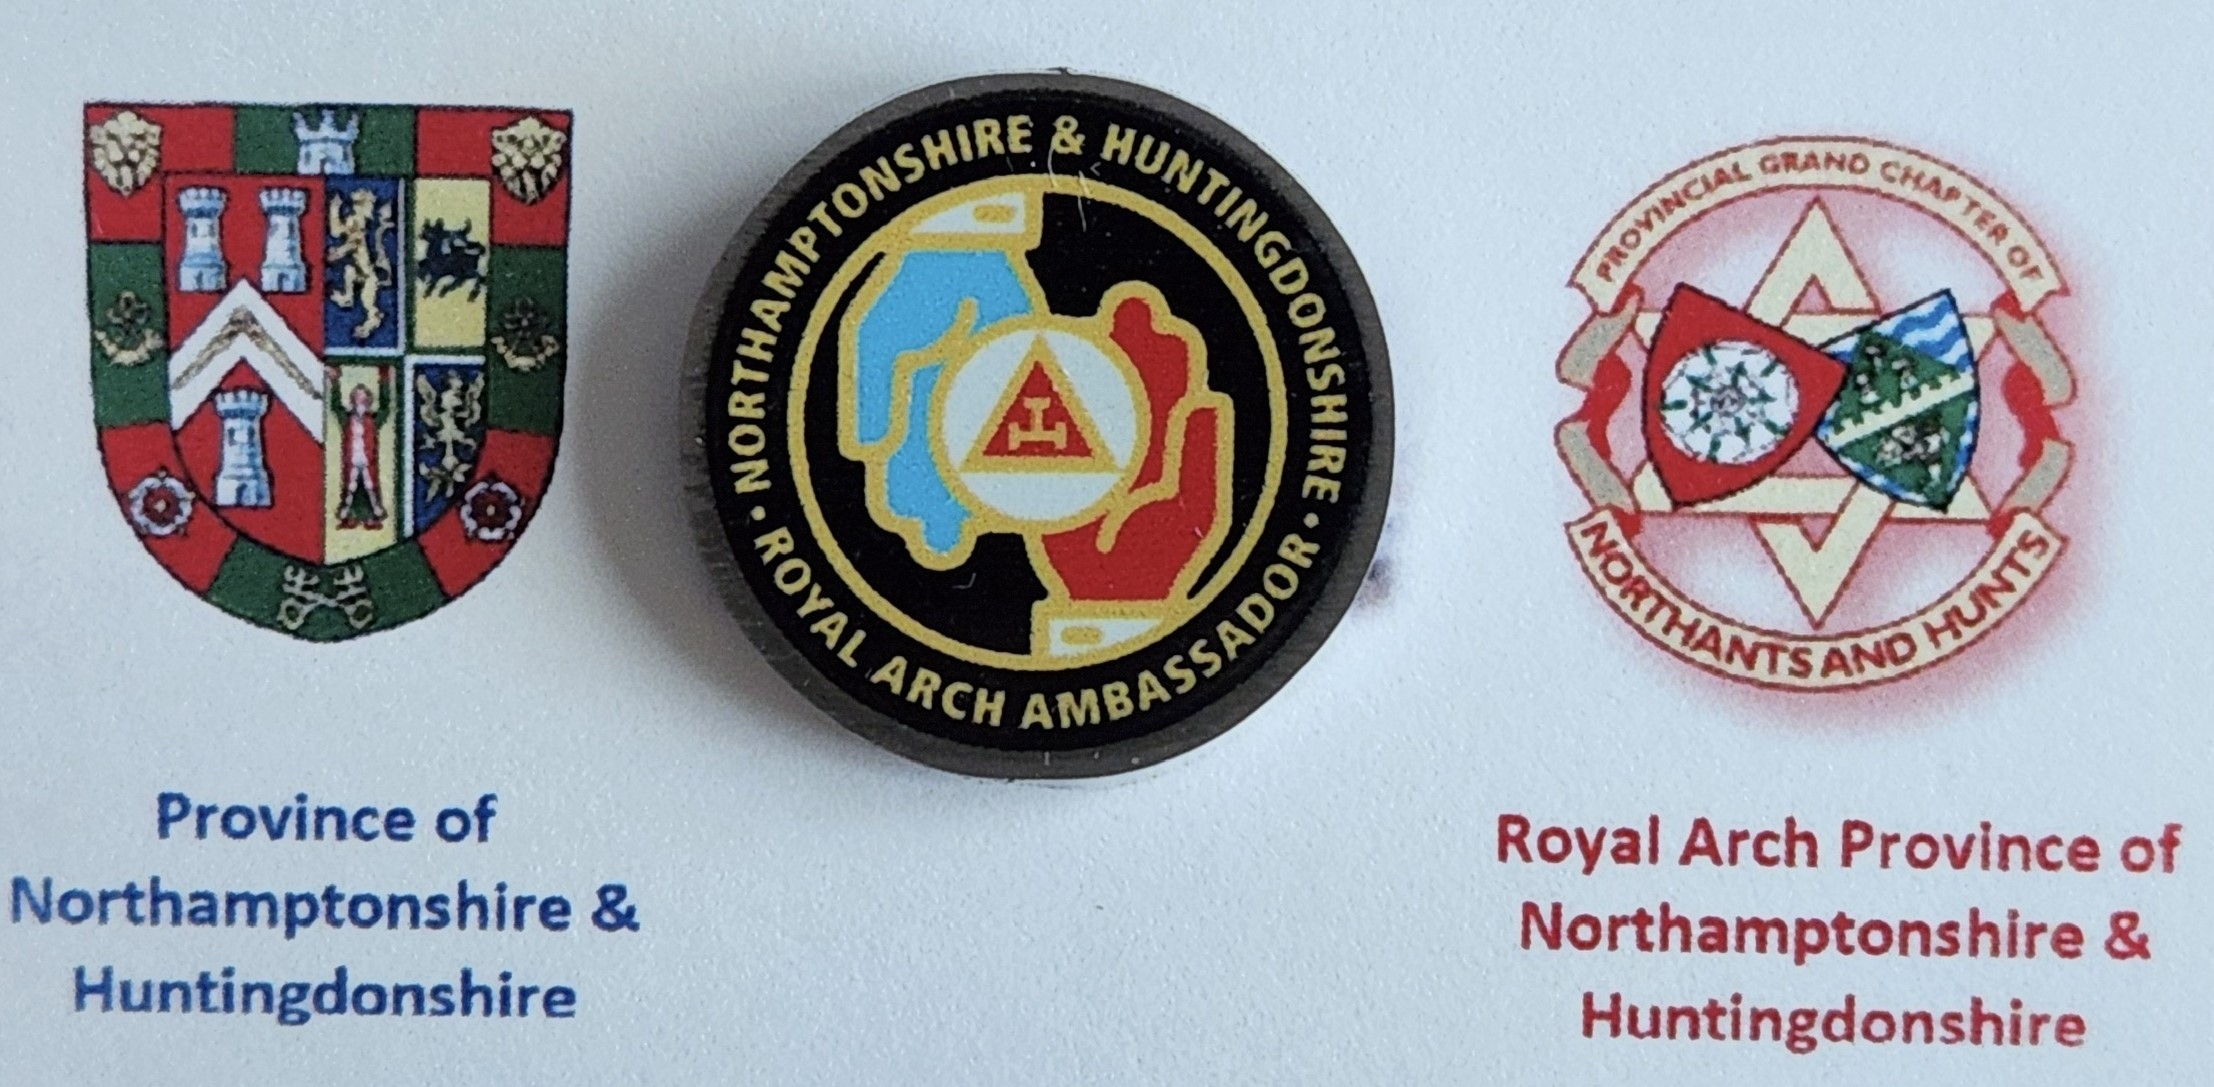 NORTHAMPTONSHIRE & HUNTINGDONSHIRE
• ROYAL ARCH AMBASSADOR •
PROVINCIAL GRAND CHAPTER OF
NORTHANTS AND HUNTS
Province of
Northamptonshire &
Huntingdonshire
Royal Arch Province of
Northamptonshire &
Huntingdonshire